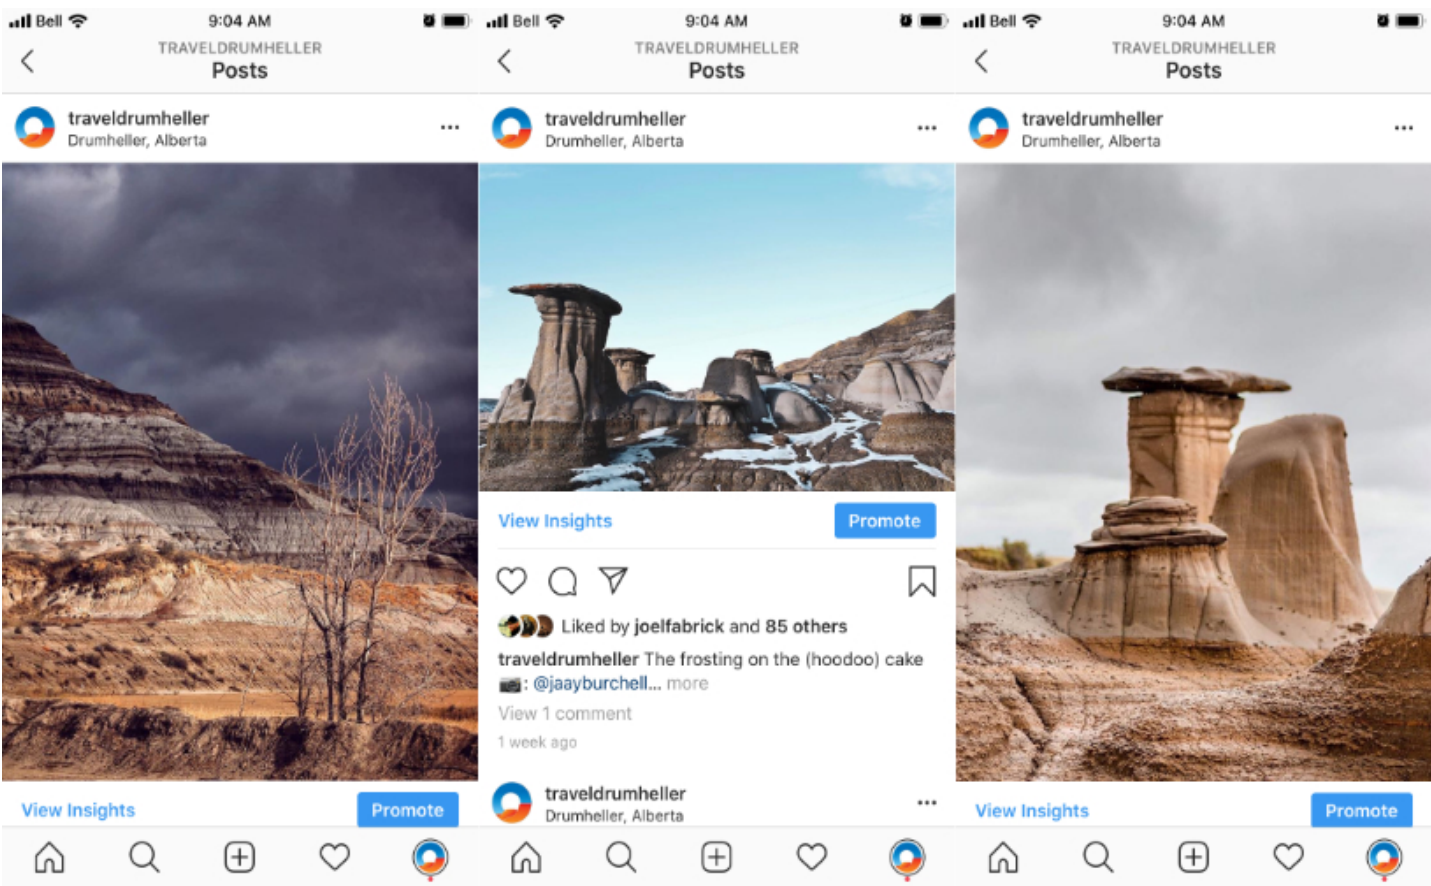 Bell 9:04 AM
TRAVELDRUMHELLER
Posts
traveldrumheller
Drumheller, Alberta
View Insights
Promote
Bell 9:04 AM
TRAVELDRUMHELLER
Posts
traveldrumheller
Drumheller, Alberta
View Insights
Promote
Liked by joelfabrick and 85 others
traveldrumheller The frosting on the (hoodoo) cake
📷: @jaayburchell... more
View 1 comment
1 week ago
traveldrumheller
Drumheller, Alberta
Bell 9:04 AM
TRAVELDRUMHELLER
Posts
traveldrumheller
Drumheller, Alberta
View Insights
Promote